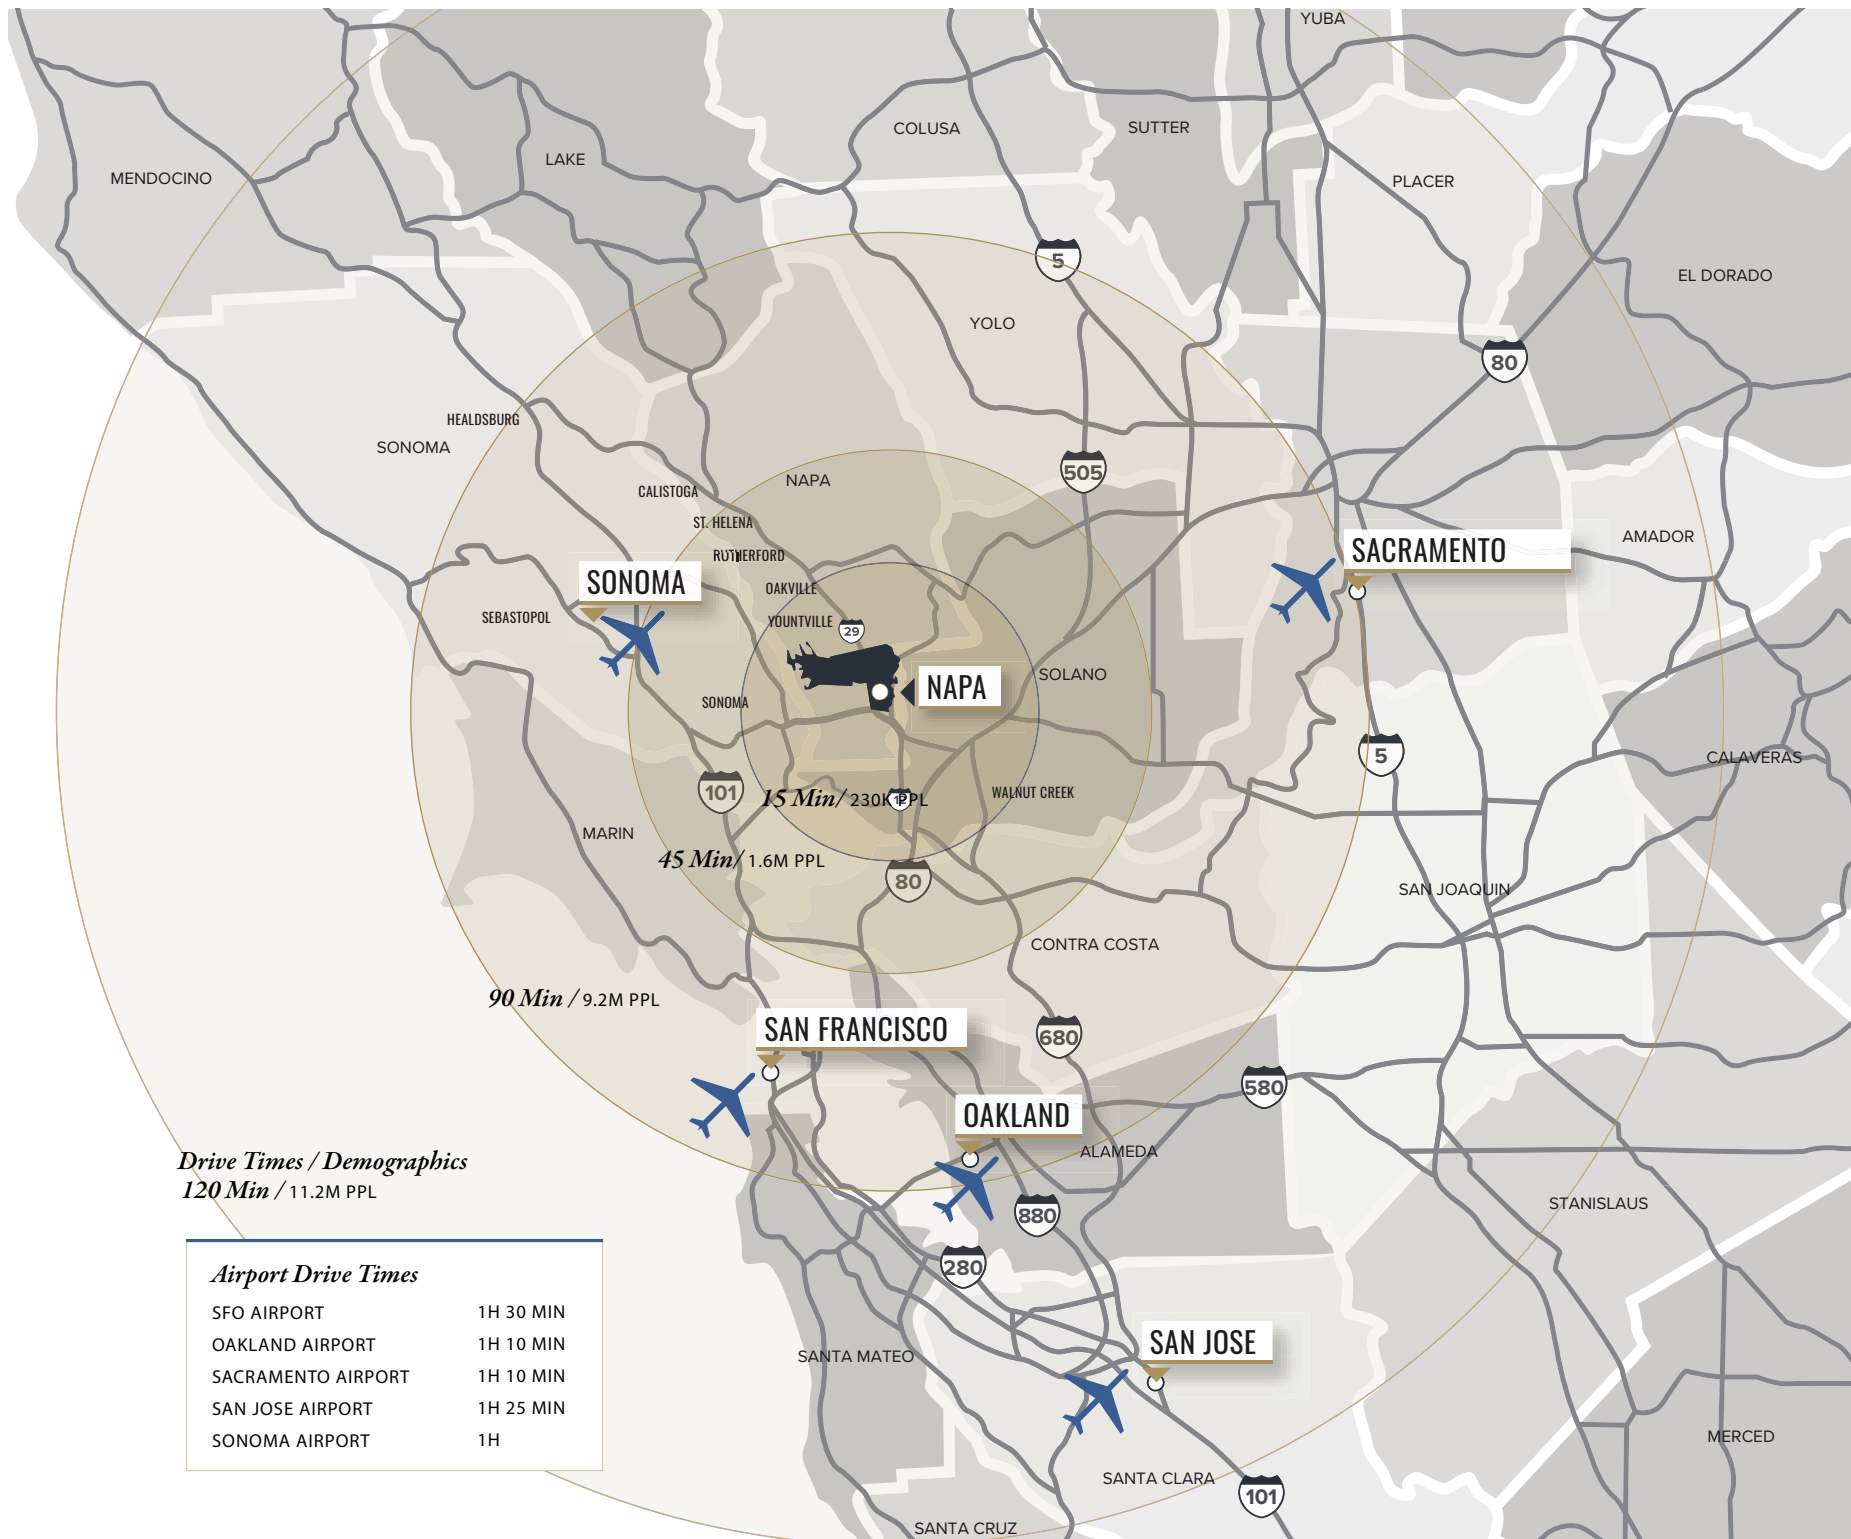 YUBA
COLUSA
SUTTER
LAKE
MENDOCINO
PLACER
5
EL DORADO
YOLO
80
HEALDSBURG
SONOMA
505
NAPA
CALISTOGA
ST. HELENA
AMADOR
SACRAMENTO
RUTHERFORD
SONOMA
OAKVILLE
SEBASTOPOL
YOUNTVILLE
29
SOLANO
NAPA
SONOMA
5
CALAVERAS
101
WALNUT CREEK
15 Min/ 230K PPL
12
MARIN
45 Min/ 1.6M PPL
80
SAN JOAQUIN
CONTRA COSTA
90 Min / 9.2M PPL
SAN FRANCISCO
680
580
OAKLAND
ALAMEDA
Drive Times / Demographics
120 Min / 11.2M PPL
STANISLAUS
880
280
Airport Drive Times
SFO AIRPORT 1H 30 MIN
OAKLAND AIRPORT 1H 10 MIN
SACRAMENTO AIRPORT 1H 10 MIN
SAN JOSE AIRPORT 1H 25 MIN
SONOMA AIRPORT 1H
SAN JOSE
SANTA MATEO
MERCED
SANTA CLARA
101
SANTA CRUZ